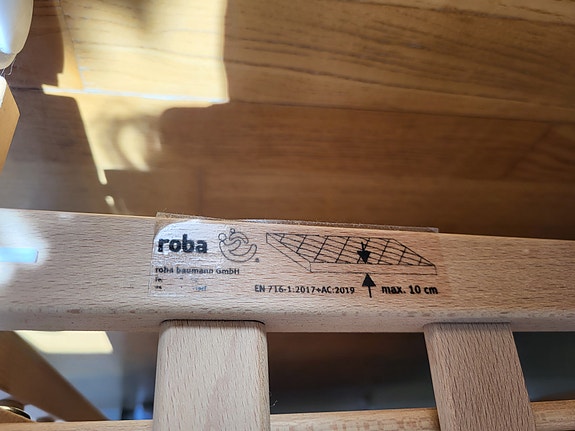 roba
roba baumann GmbH
EN 716-1:2017+AC:2019
max. 10 cm